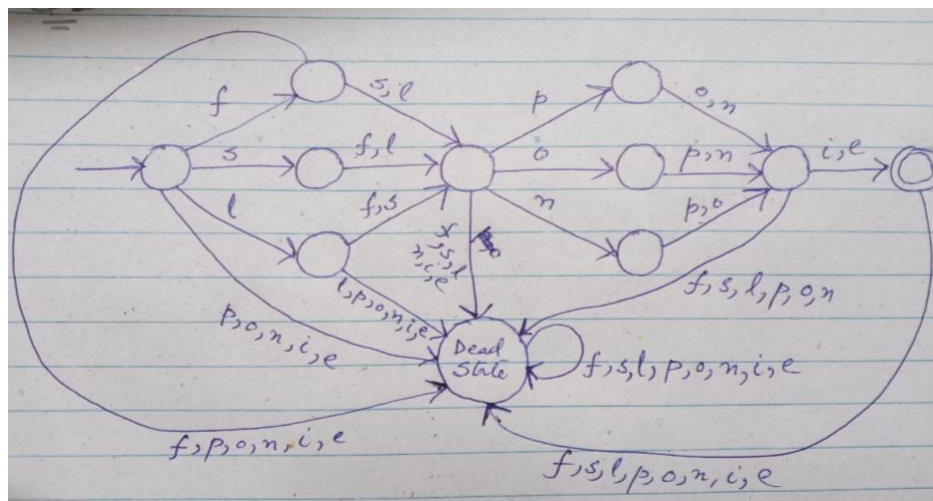 f
s,l
p
o,n
s
f,l
o
p,n
i,e
l
f,s
n
p,o
s,l
n,i,e
l,p,o,n,i,e
f,s,l,p,o,n
p,o,n,i,e
Dead
State
f,s,l,p,o,n,i,e
f,p,o,n,i,e
f,s,l,p,o,n,i,e